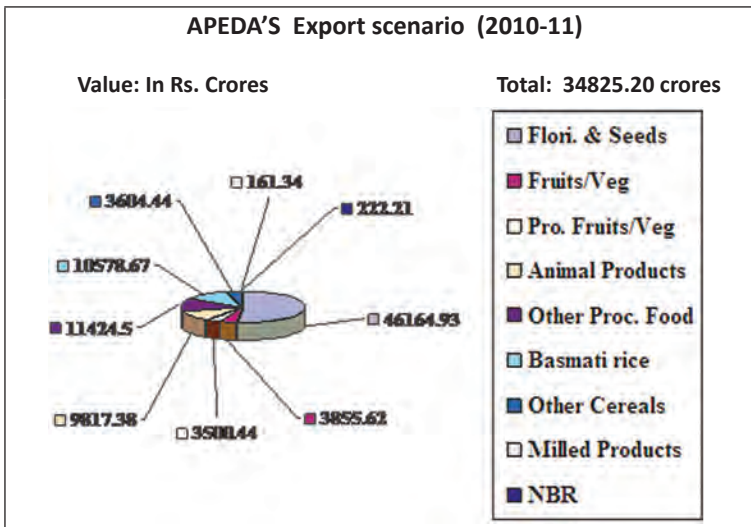 APEDA'S Export scenario (2010-11)
Value: In Rs. Crores
Total: 34825.20 crores
161.34
3604.44
222.21
10578.67
46164.93
11424.5
9817.38
3500.44
3855.62
Flori. & Seeds
Fruits/Veg
Pro. Fruits/Veg
Animal Products
Other Proc. Food
Basmati rice
Other Cereals
Milled Products
NBR